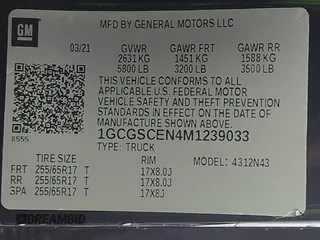 GM
MFD BY GENERAL MOTORS LLC
03/21 GVWR GAWR FRT GAWR RR
2631 KG 1451 KG 1588 KG
5800 LB 3200 LB 3500 LB
THIS VEHICLE CONFORMS TO ALL
APPLICABLE U.S. FEDERAL MOTOR
VEHICLE SAFETY AND THEFT PREVENTION
STANDARDS IN EFFECT ON THE DATE OF
MANUFACTURE SHOWN ABOVE.
8555 1GCGSCEN4M1239033
TYPE: TRUCK
TIRE SIZE RIM MODEL: 4312N43
FRT 255/65R17 T 17X8.0J
RR 255/65R17 T 17X8.0J
SPA 255/65R17 T 17X8J
DREAMBID